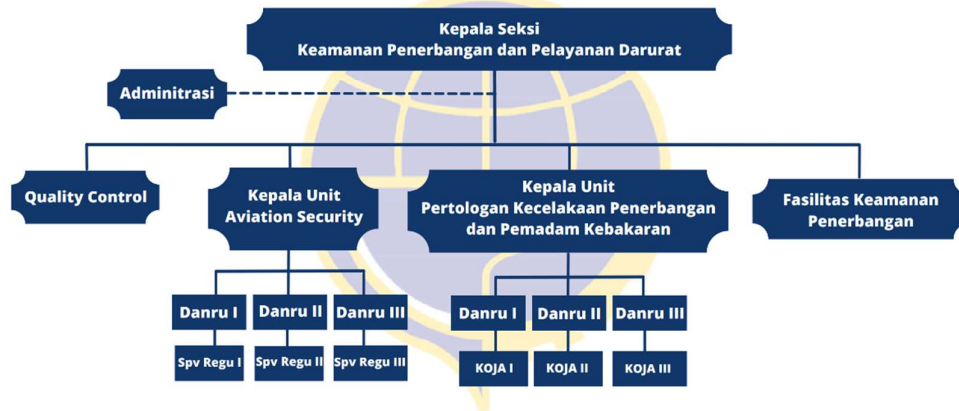 Kepala Seksi
Keamanan Penerbangan dan Pelayanan Darurat
Adminitrasi
Quality Control
Kepala Unit
Aviation Security
Kepala Unit
Pertologan Kecelakaan Penerbangan
dan Pemadam Kebakaran
Fasilitas Keamanan
Penerbangan
Danru I
Danru II
Danru III
Spv Regu I
Spv Regu II
Spv Regu III
Danru I
Danru II
Danru III
KOJA I
KOJA II
KOJA III